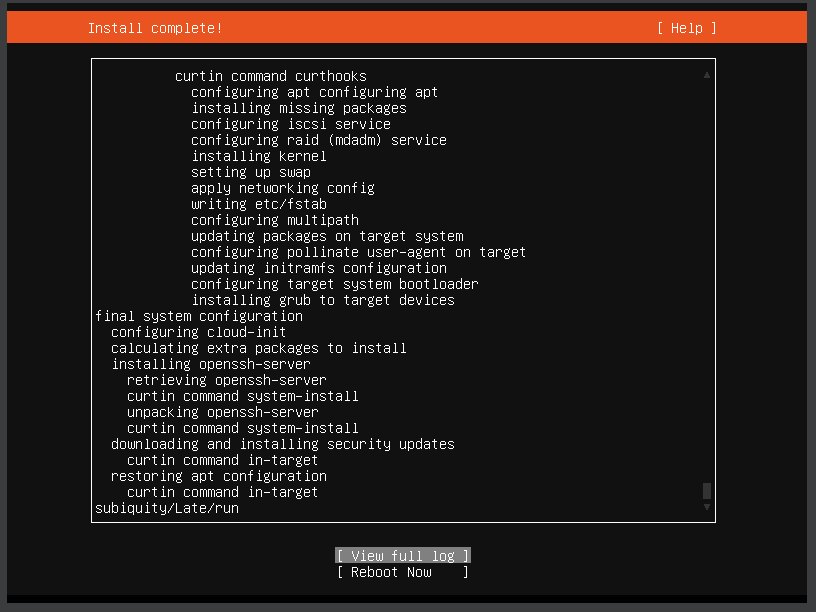 Install complete! [ Help ]
curtin command curthooks
configuring apt configuring apt
installing missing packages
configuring iscsi service
configuring raid (mdadm) service
installing kernel
setting up swap
apply networking config
writing etc/fstab
configuring multipath
updating packages on target system
configuring pollinate user-agent on target
updating initramfs configuration
configuring target system bootloader
installing grub to target devices
final system configuration
configuring cloud-init
calculating extra packages to install
installing openssh-server
retrieving openssh-server
curtin command system-install
unpacking openssh-server
curtin command system-install
downloading and installing security updates
curtin command in-target
restoring apt configuration
curtin command in-target
subiquity/Late/run
[ View full log ]
[ Reboot Now ]